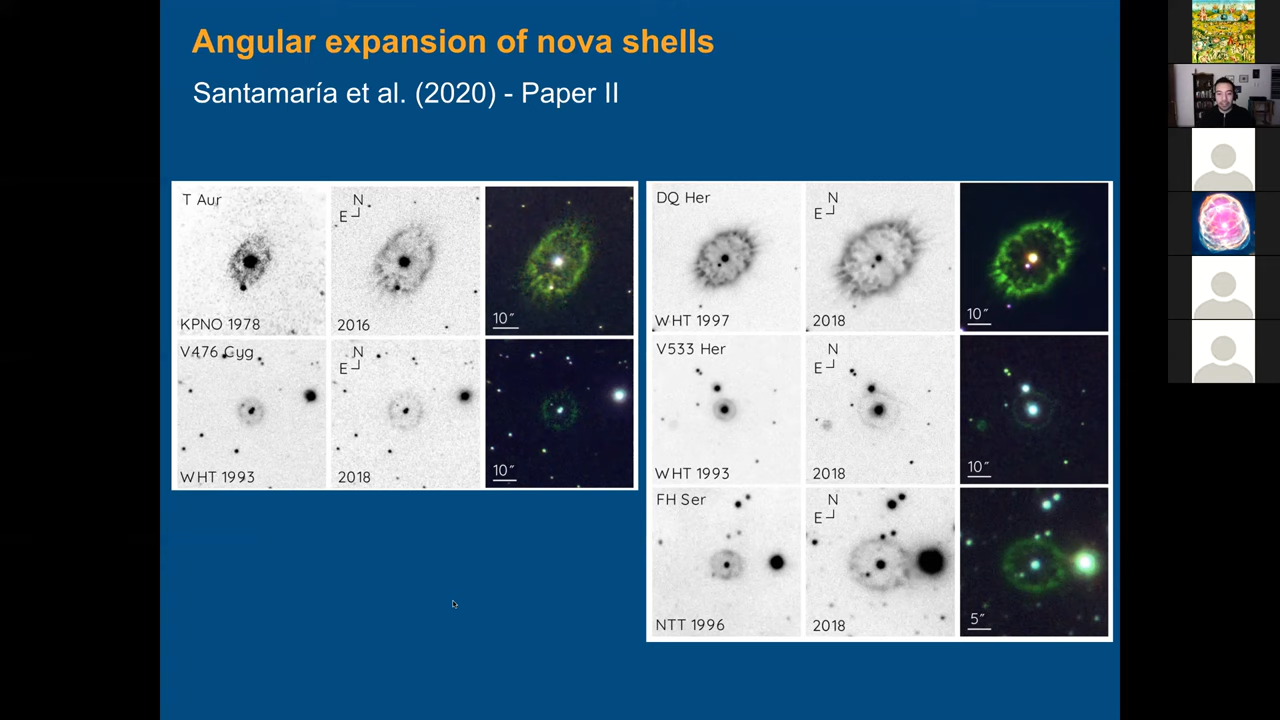 Angular expansion of nova shells
Santamaría et al. (2020) - Paper II
T Aur
N
E
KPNO 1978
2016
10″
V476 Cyg
N
E
WHT 1993
2018
10″
DQ Her
N
E
WHT 1997
2018
10″
V533 Her
N
E
WHT 1993
2018
10″
FH Ser
N
E
NTT 1996
2018
5″